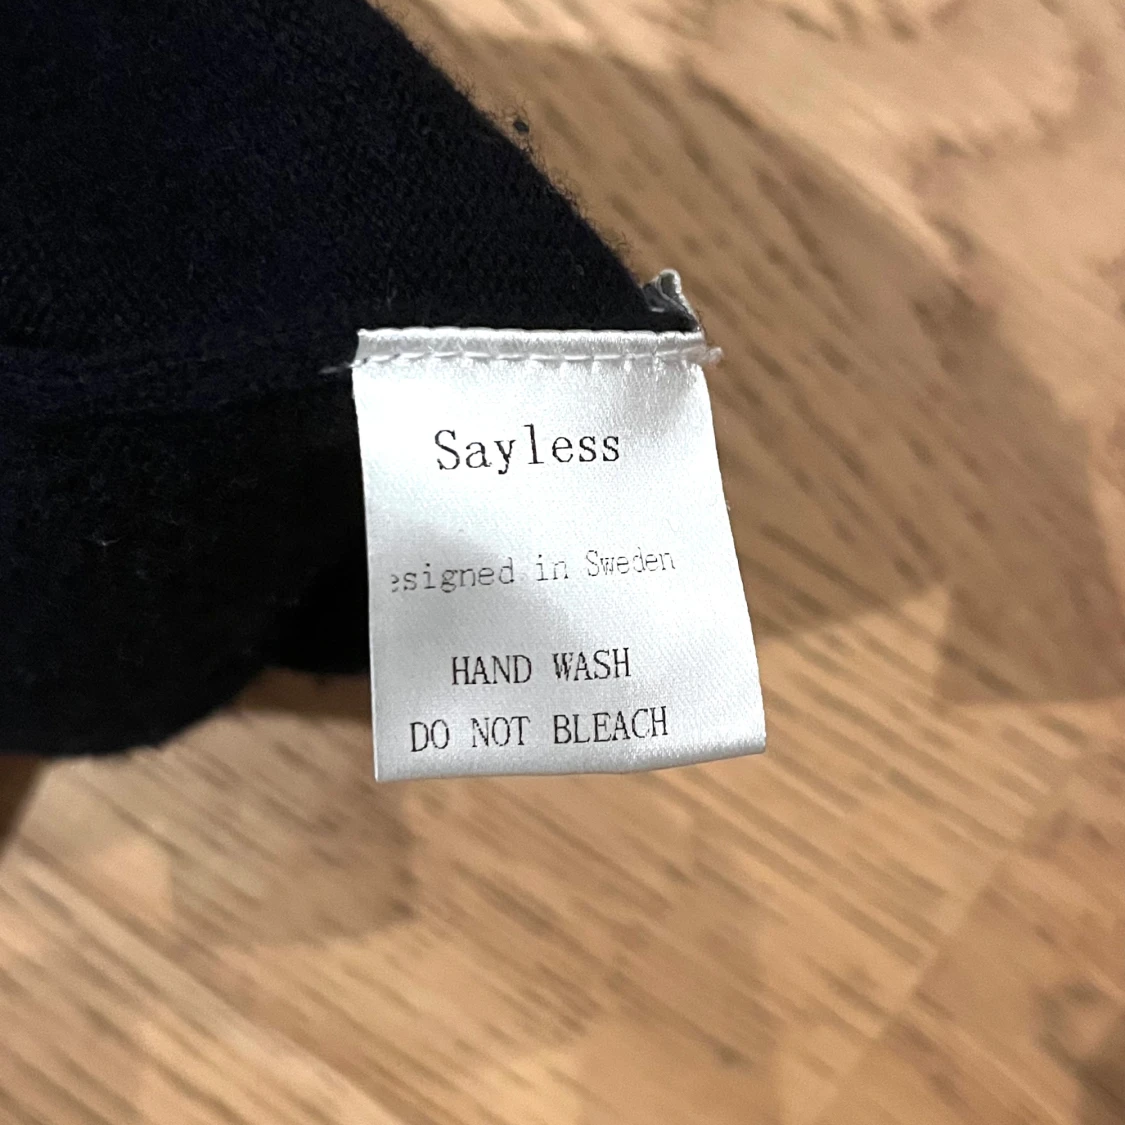 Sayless
esigned in Sweden
HAND WASH
DO NOT BLEACH